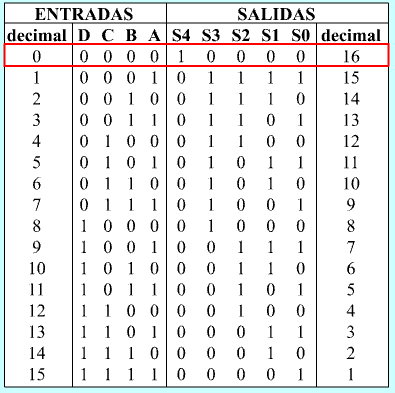 ENTRADAS SALIDAS
decimal D C B A S4 S3 S2 S1 S0 decimal
0 0 0 0 0 1 0 0 0 0 16
1 0 0 0 1 0 1 1 1 1 15
2 0 0 1 0 0 1 1 1 0 14
3 0 0 1 1 0 1 1 0 1 13
4 0 1 0 0 0 1 1 0 0 12
5 0 1 0 1 0 1 0 1 1 11
6 0 1 1 0 0 1 0 1 0 10
7 0 1 1 1 0 1 0 0 1 9
8 1 0 0 0 0 1 0 0 0 8
9 1 0 0 1 0 0 1 1 1 7
10 1 0 1 0 0 0 1 1 0 6
11 1 0 1 1 0 0 1 0 1 5
12 1 1 0 0 0 0 1 0 0 4
13 1 1 0 1 0 0 0 1 1 3
14 1 1 1 0 0 0 0 1 0 2
15 1 1 1 1 0 0 0 0 1 1